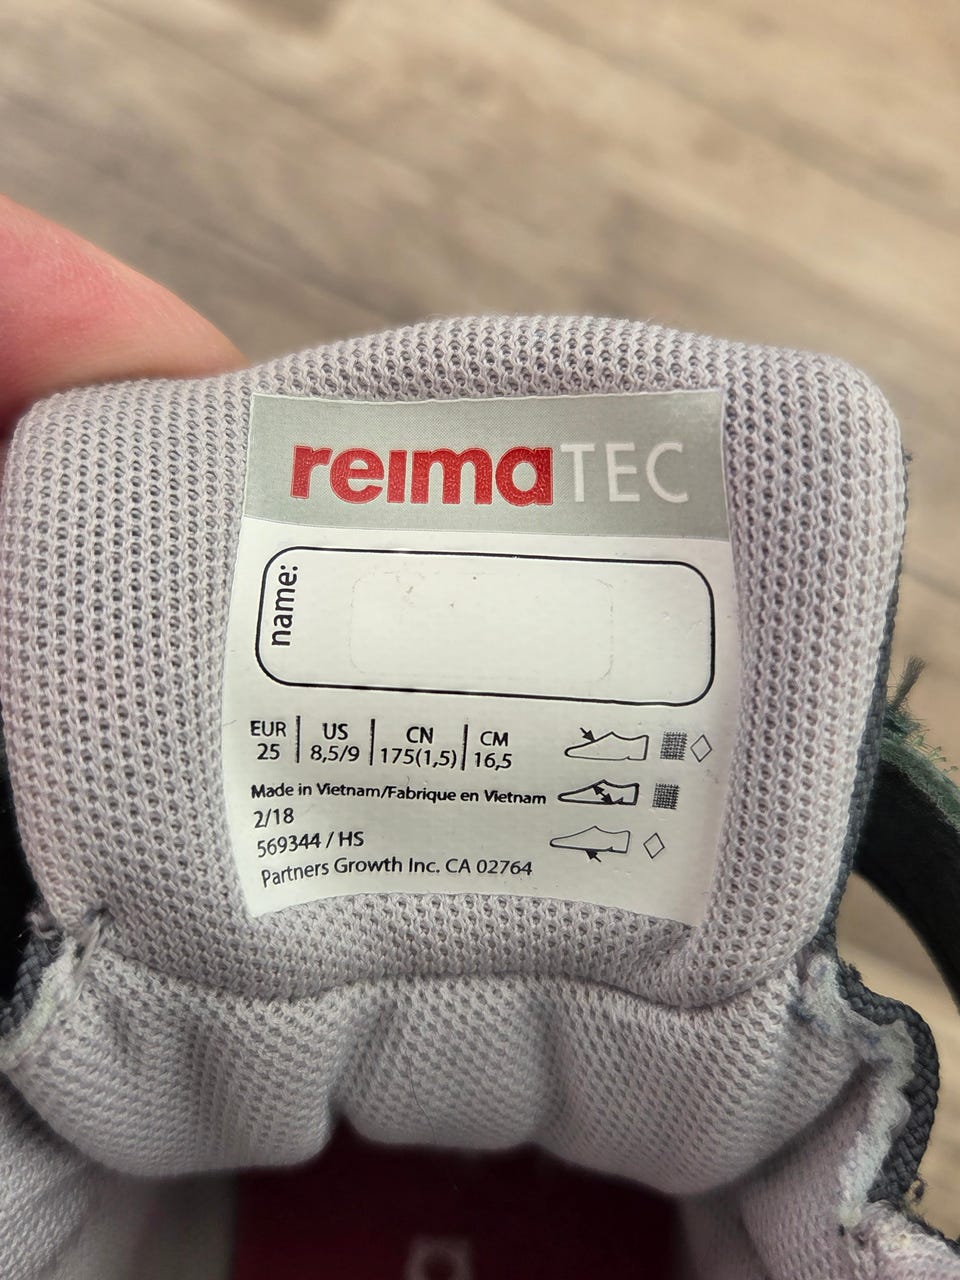 reimaTEC
name:
EUR US CN CM
25 8,5/9 175(1,5) 16,5
Made in Vietnam/Fabrique en Vietnam
2/18
569344 / HS
Partners Growth Inc. CA 02764